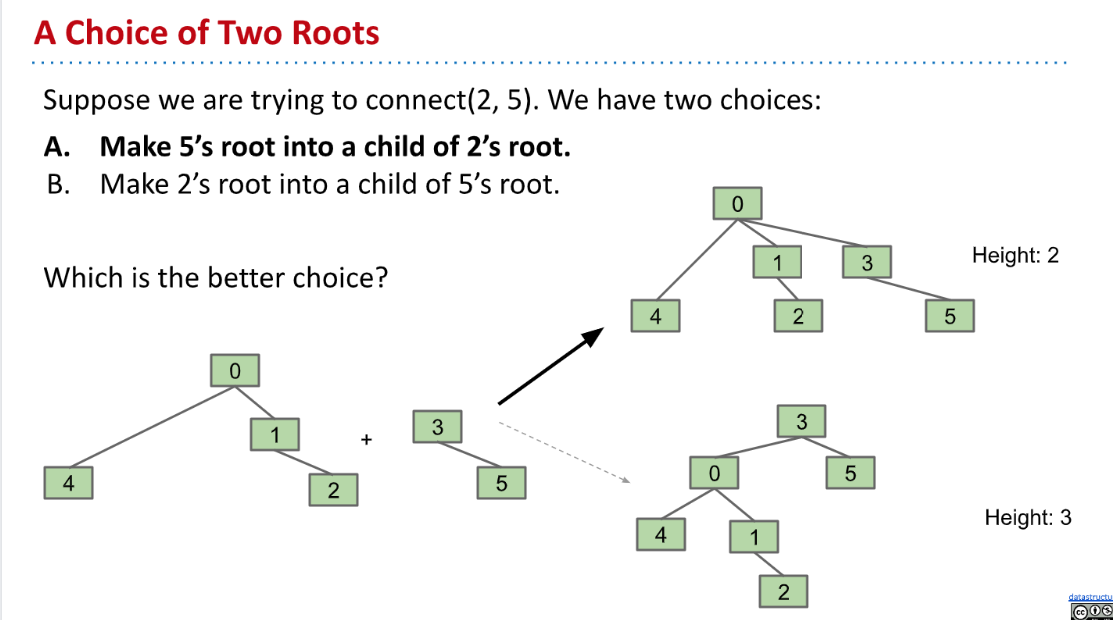 A Choice of Two Roots
Suppose we are trying to connect(2, 5). We have two choices:
A. Make 5’s root into a child of 2’s root.
B. Make 2’s root into a child of 5’s root.
Which is the better choice?
0
1
3
4
2
5
Height: 2
0
1
4
2
+
3
5
3
0
5
4
1
2
Height: 3
datastructu
cc